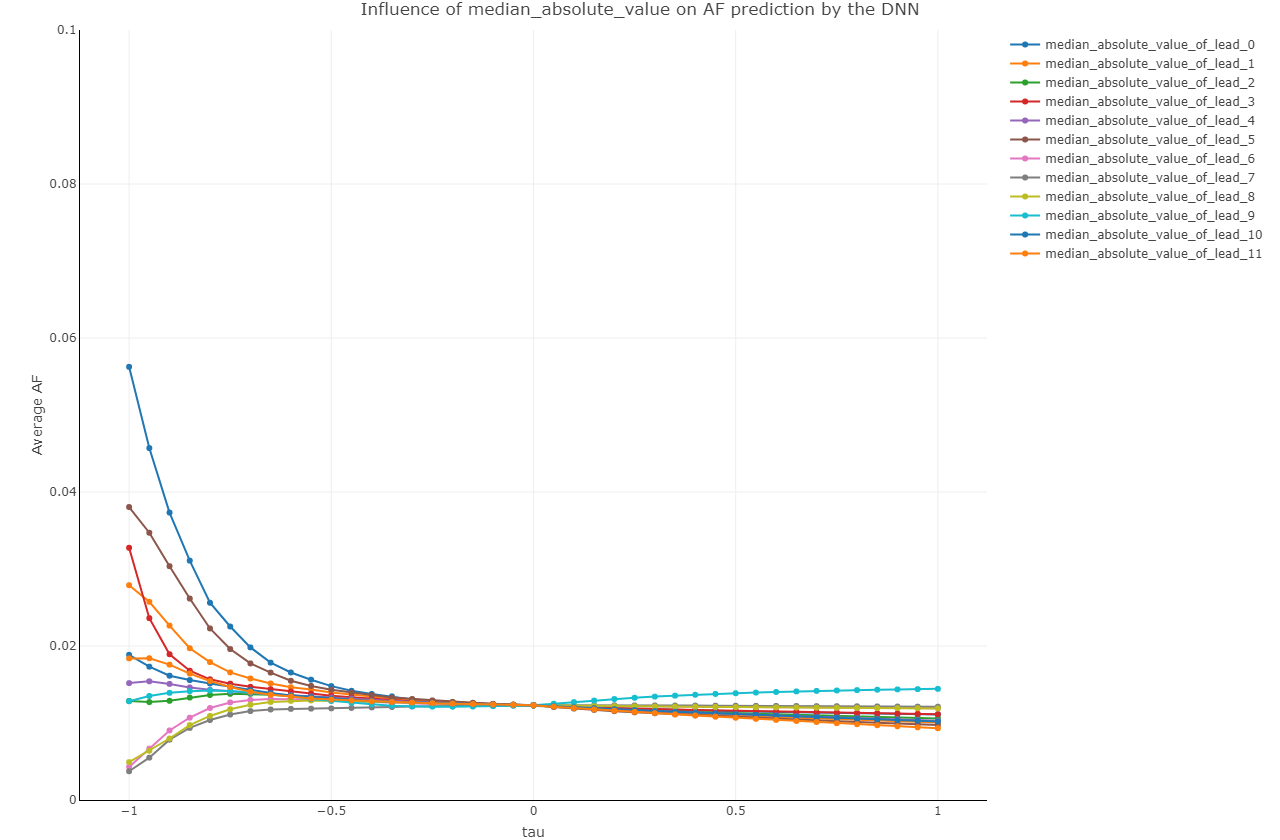 Influence of median_absolute_value on AF prediction by the DNN
0.1
0.08
0.06
0.04
0.02
0
Average AF
−1
−0.5
0
0.5
1
tau
median_absolute_value_of_lead_0
median_absolute_value_of_lead_1
median_absolute_value_of_lead_2
median_absolute_value_of_lead_3
median_absolute_value_of_lead_4
median_absolute_value_of_lead_5
median_absolute_value_of_lead_6
median_absolute_value_of_lead_7
median_absolute_value_of_lead_8
median_absolute_value_of_lead_9
median_absolute_value_of_lead_10
median_absolute_value_of_lead_11